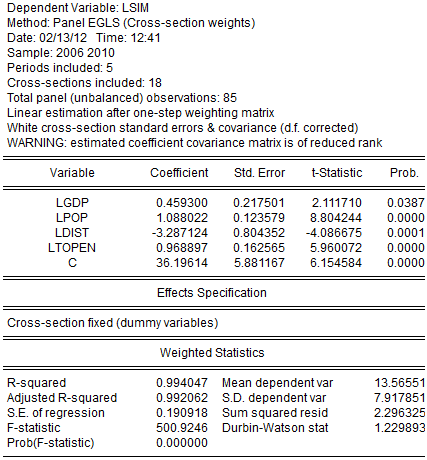 Dependent Variable: LSIM
Method: Panel EGLS (Cross-section weights)
Date: 02/13/12 Time: 12:41
Sample: 2006 2010
Periods included: 5
Cross-sections included: 18
Total panel (unbalanced) observations: 85
Linear estimation after one-step weighting matrix
White cross-section standard errors & covariance (d.f. corrected)
WARNING: estimated coefficient covariance matrix is of reduced rank
Variable Coefficient Std. Error t-Statistic Prob.
LGDP 0.459300 0.217501 2.111710 0.0387
LPOP 1.088022 0.123579 8.804244 0.0000
LDIST -3.287124 0.804352 -4.086675 0.0001
LTOPEN 0.968897 0.162565 5.960072 0.0000
C 36.19614 5.881167 6.154584 0.0000
Effects Specification
Cross-section fixed (dummy variables)
Weighted Statistics
R-squared 0.994047 Mean dependent var 13.56551
Adjusted R-squared 0.992062 S.D. dependent var 7.917851
S.E. of regression 0.190918 Sum squared resid 2.296325
F-statistic 500.9246 Durbin-Watson stat 1.229893
Prob(F-statistic) 0.000000